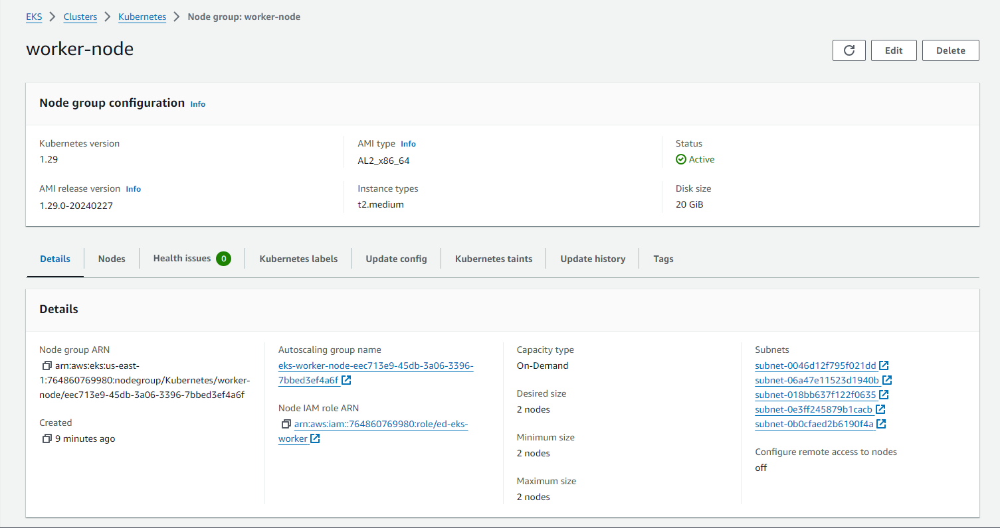 EKS > Clusters > Kubernetes > Node group: worker-node
worker-node
Edit
Delete
Node group configuration Info
Kubernetes version
1.29
AMI type Info
AL2_x86_64
Status
Active
AMI release version Info
1.29.0-20240227
Instance types
t2.medium
Disk size
20 GiB
Details
Nodes
Health issues 0
Kubernetes labels
Update config
Kubernetes taints
Update history
Tags
Details
Node group ARN
arn:aws:eks:us-east-
1:764860769980:nodegroup/Kubernetes/worker-
node/eec713e9-45db-3a06-3396-7bbed3ef4a6f
Created
9 minutes ago
Autoscaling group name
eks-worker-node-eec713e9-45db-3a06-3396-
7bbed3ef4a6f
Node IAM role ARN
arn:aws:iam::764860769980:role/ed-eks-
worker
Capacity type
On-Demand
Desired size
2 nodes
Minimum size
2 nodes
Maximum size
2 nodes
Subnets
subnet-0046d12f795f021dd
subnet-06a47e11523d1940b
subnet-018bb637f122f0635
subnet-0e3ff245879b1cacb
subnet-0b0cfaed2b6190f4a
Configure remote access to nodes
off